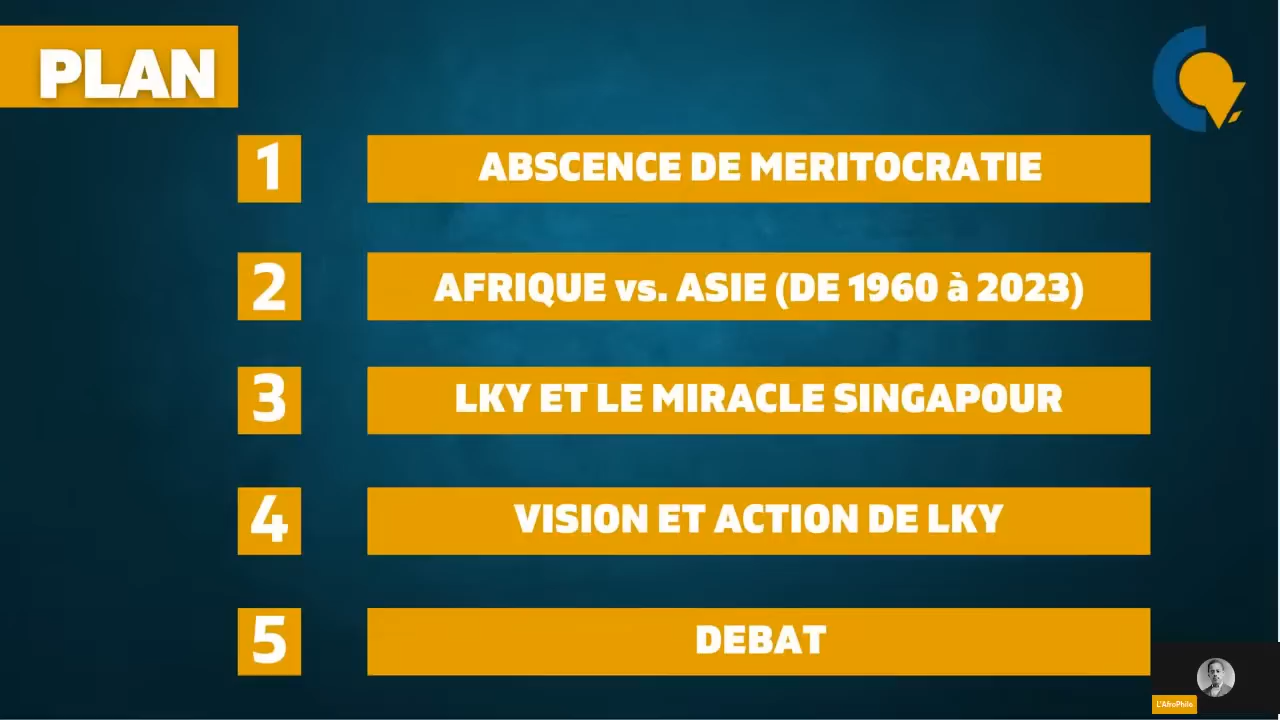 PLAN
1 ABSCENCE DE MERITOCRATIE
2 AFRIQUE vs. ASIE (DE 1960 à 2023)
3 LKY ET LE MIRACLE SINGAPOUR
4 VISION ET ACTION DE LKY
5 DEBAT
L'AfroPhilo